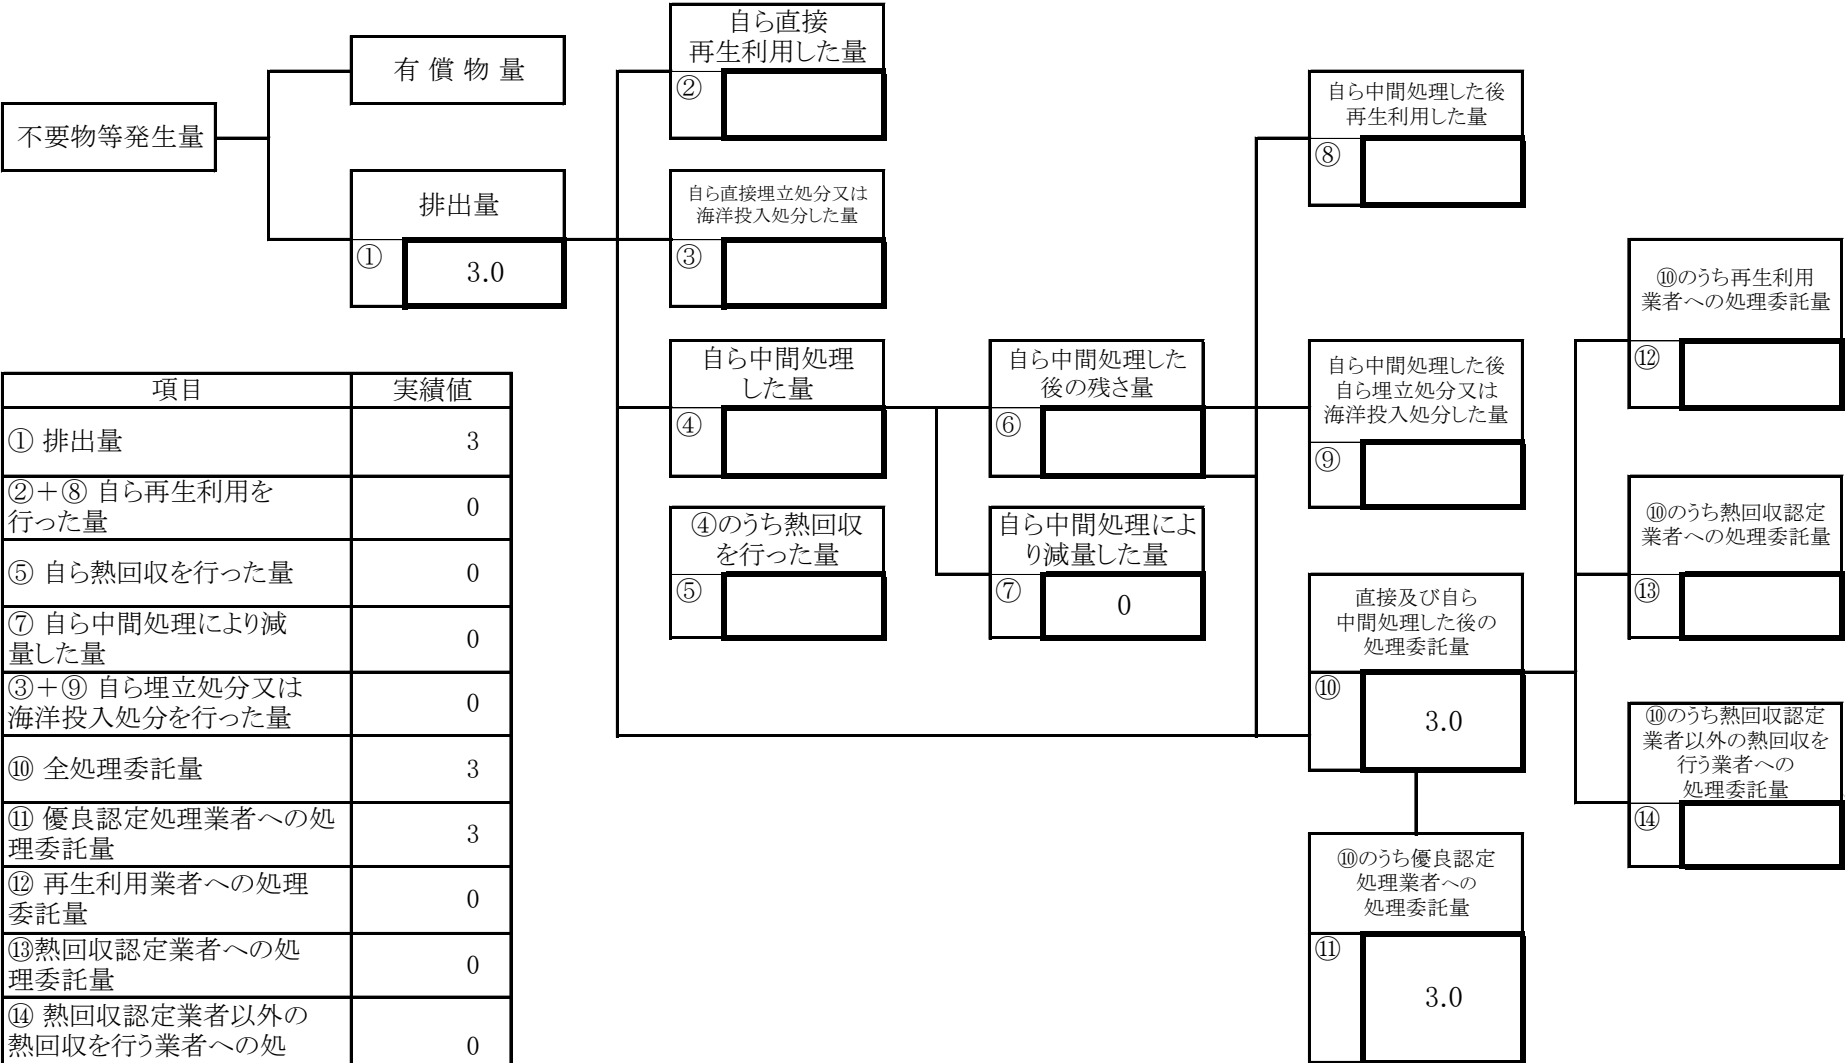 自ら直接
再生利用した量
②
有 償 物 量
不要物等発生量
自ら中間処理した後
再生利用した量
⑧
排出量
①
3.0
自ら直接埋立処分又は
海洋投入処分した量
③
⑩のうち再生利用
業者への処理委託量
⑫
自ら中間処理
した量
④
自ら中間処理した
後の残さ量
⑥
自ら中間処理した後
自ら埋立処分又は
海洋投入処分した量
⑨
④のうち熱回収
を行った量
⑤
自ら中間処理によ
り減量した量
⑦
0
⑩のうち熱回収認定
業者への処理委託量
⑬
直接及び自ら
中間処理した後の
処理委託量
⑩
3.0
⑩のうち熱回収認定
業者以外の熱回収を
行う業者への
処理委託量
⑭
⑩のうち優良認定
処理業者への
処理委託量
⑪
3.0
項目 実績値
① 排出量 3
②+⑧ 自ら再生利用を
行った量 0
⑤ 自ら熱回収を行った量 0
⑦ 自ら中間処理により減
量した量 0
③+⑨ 自ら埋立処分又は
海洋投入処分を行った量 0
⑩ 全処理委託量 3
⑪ 優良認定処理業者への処
理委託量 3
⑫ 再生利用業者への処理
委託量 0
⑬熱回収認定業者への処
理委託量 0
⑭ 熱回収認定業者以外の
熱回収を行う業者への処 0